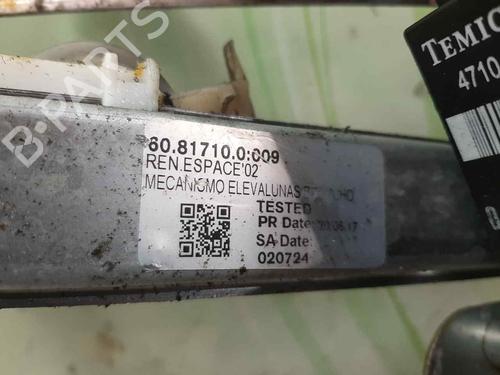 TEMIC
4710
60.81710.0:009
REN.ESPACE'02
MECANISMO ELEVALUNAS
TESTED
PR Date:
SA Date:
020724
B-PARTS